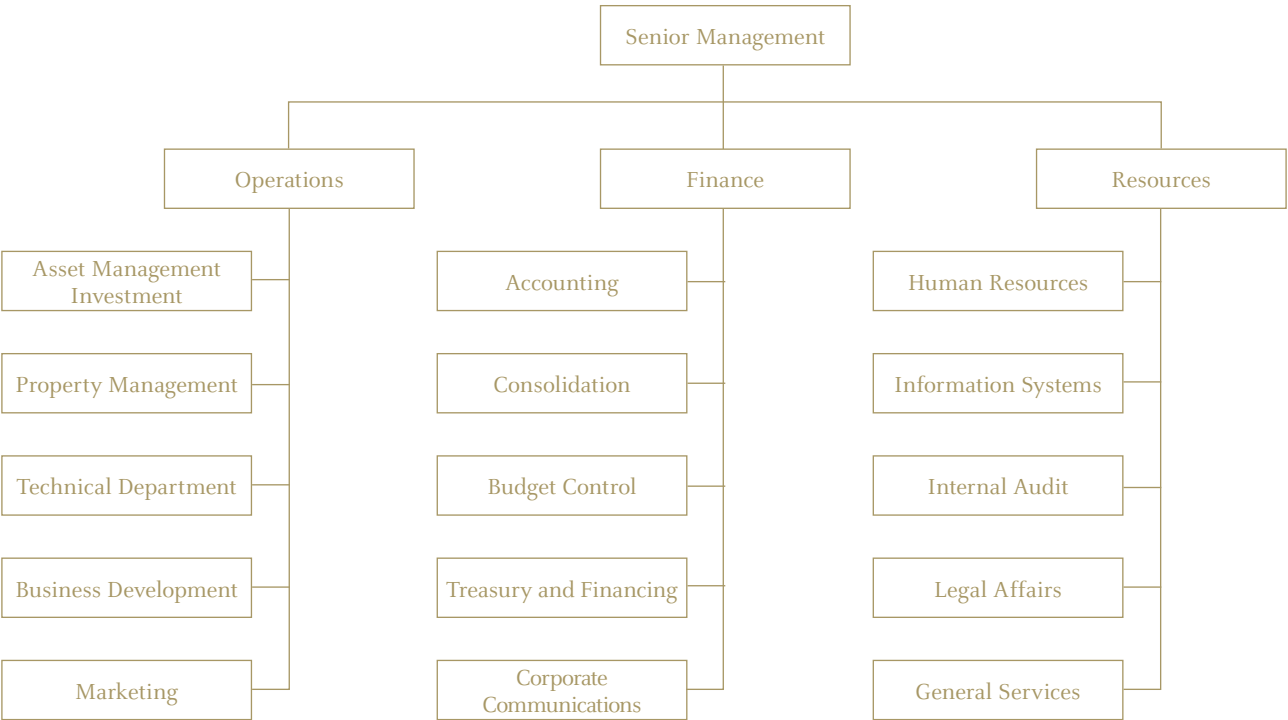 Senior Management
Operations
Finance
Resources
Asset Management
Investment
Accounting
Human Resources
Property Management
Consolidation
Information Systems
Technical Department
Budget Control
Internal Audit
Business Development
Treasury and Financing
Legal Affairs
Marketing
Corporate
Communications
General Services